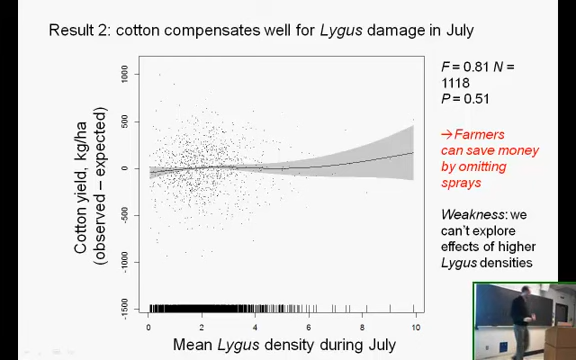 Result 2: cotton compensates well for Lygus damage in July
1000
500
0
-500
-1000
-1500
Cotton yield, kg/ha
(observed – expected)
0 2 4 6 8 10
Mean Lygus density during July
F = 0.81 N =
1118
P = 0.51
→Farmers
can save money
by omitting
sprays
Weakness: we
can't explore
effects of higher
Lygus densities